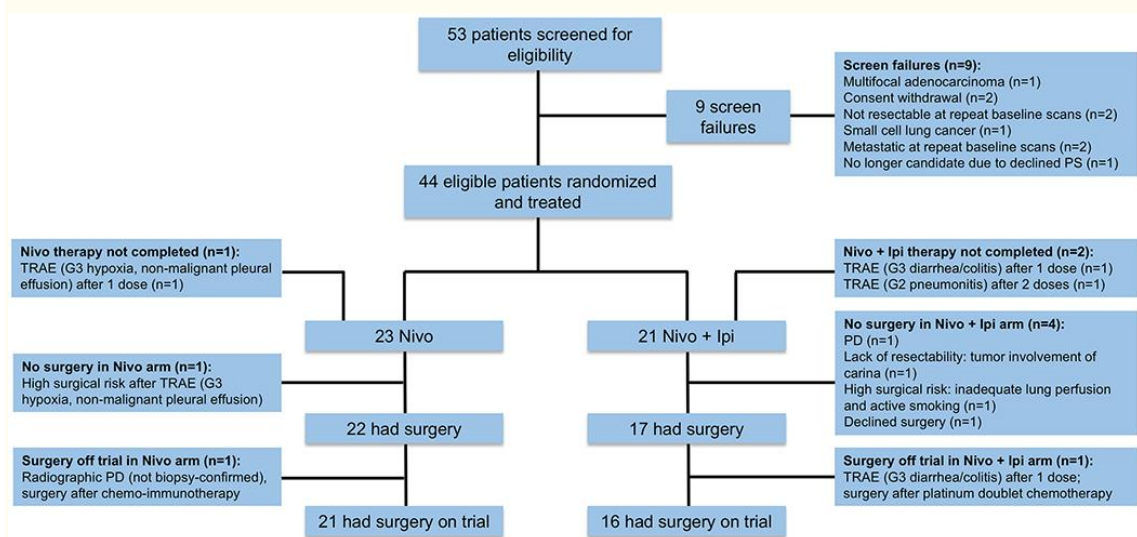 53 patients screened for
eligibility
Screen failures (n=9):
Multifocal adenocarcinoma (n=1)
Consent withdrawal (n=2)
Not resectable at repeat baseline scans (n=2)
Small cell lung cancer (n=1)
Metastatic at repeat baseline scans (n=2)
No longer candidate due to declined PS (n=1)
9 screen
failures
44 eligible patients randomized
and treated
Nivo therapy not completed (n=1):
TRAE (G3 hypoxia, non-malignant pleural
effusion) after 1 dose (n=1)
Nivo + Ipi therapy not completed (n=2):
TRAE (G3 diarrhea/colitis) after 1 dose (n=1)
TRAE (G2 pneumonitis) after 2 doses (n=1)
23 Nivo
21 Nivo + Ipi
No surgery in Nivo arm (n=1):
High surgical risk after TRAE (G3
hypoxia, non-malignant pleural effusion)
No surgery in Nivo + Ipi arm (n=4):
PD (n=1)
Lack of resectability: tumor involvement of
carina (n=1)
High surgical risk: inadequate lung perfusion
and active smoking (n=1)
Declined surgery (n=1)
22 had surgery
17 had surgery
Surgery off trial in Nivo arm (n=1):
Radiographic PD (not biopsy-confirmed),
surgery after chemo-immunotherapy
Surgery off trial in Nivo + Ipi arm (n=1):
TRAE (G3 diarrhea/colitis) after 1 dose;
surgery after platinum doublet chemotherapy
21 had surgery on trial
16 had surgery on trial